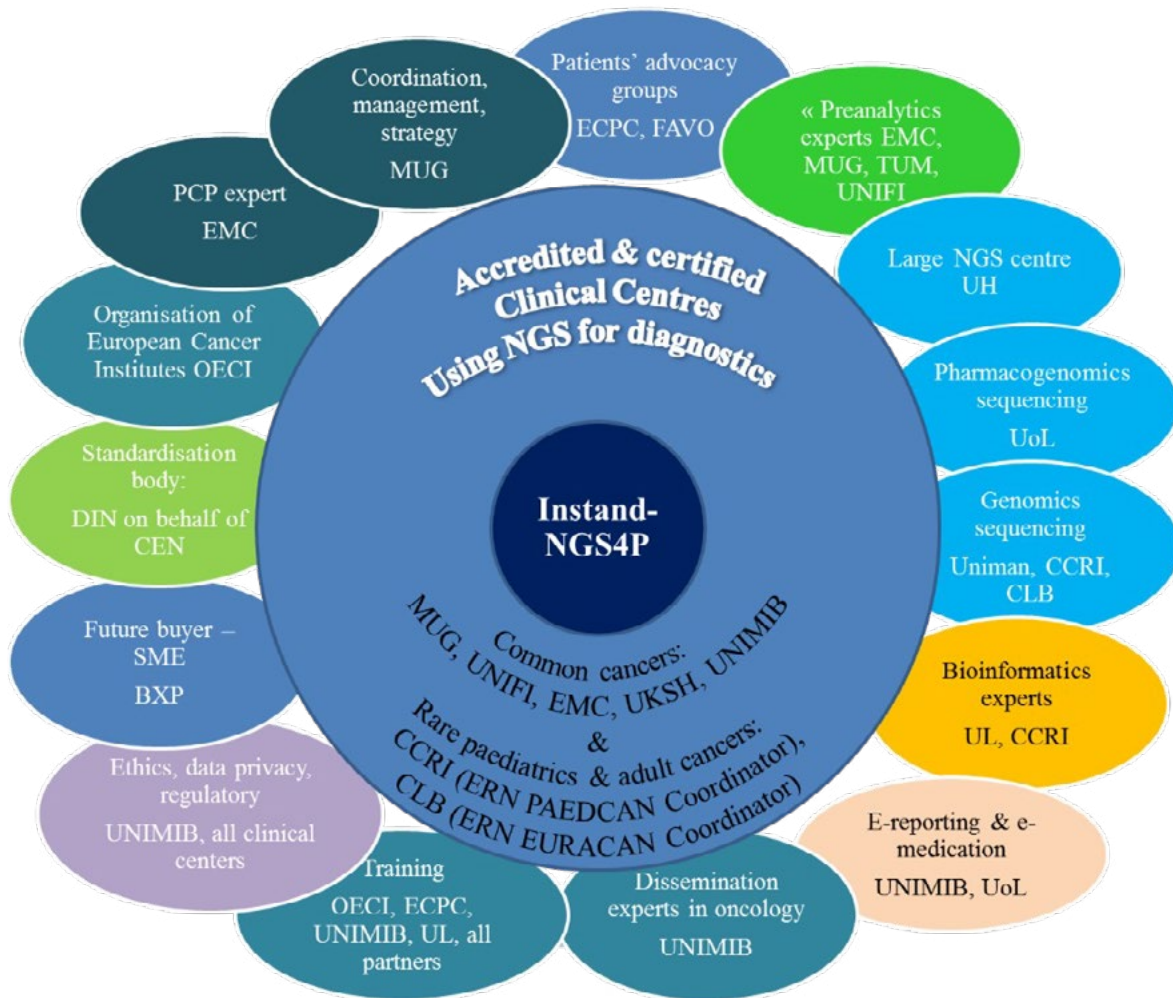 Patients' advocacy
groups
ECPC, FAVO
« Preanalytics
experts EMC,
MUG, TUM,
UNIFI
Large NGS centre
UH
Pharmacogenomics
sequencing
UoL
Genomics
sequencing
Uniman, CCRI,
CLB
Bioinformatics
experts
UL, CCRI
E-reporting & e-
medication
UNIMIB, UoL
Dissemination
experts in oncology
UNIMIB
Training
OECI, ECPC,
UNIMIB, UL, all
partners
Ethics, data privacy,
regulatory
UNIMIB, all clinical
centers
Future buyer –
SME
BXP
Standardisation
body:
DIN on behalf of
CEN
Organisation of
European Cancer
Institutes OECI
PCP expert
EMC
Coordination,
management,
strategy
MUG
Accredited & certified
Clinical Centres
Using NGS for diagnostics
Instand-
NGS4P
Common cancers:
MUG, UNIFI, EMC, UKSH, UNIMIB
&
Rare paediatrics & adult cancers:
CCRI (ERN PAEDCAN Coordinator),
CLB (ERN EURACAN Coordinator)